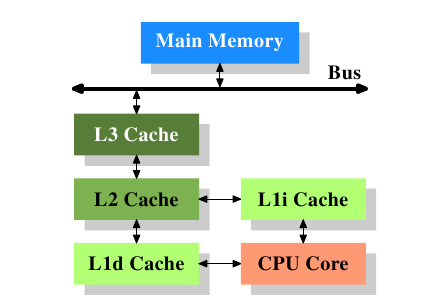 Main Memory
Bus
L3 Cache
L2 Cache
L1i Cache
L1d Cache
CPU Core